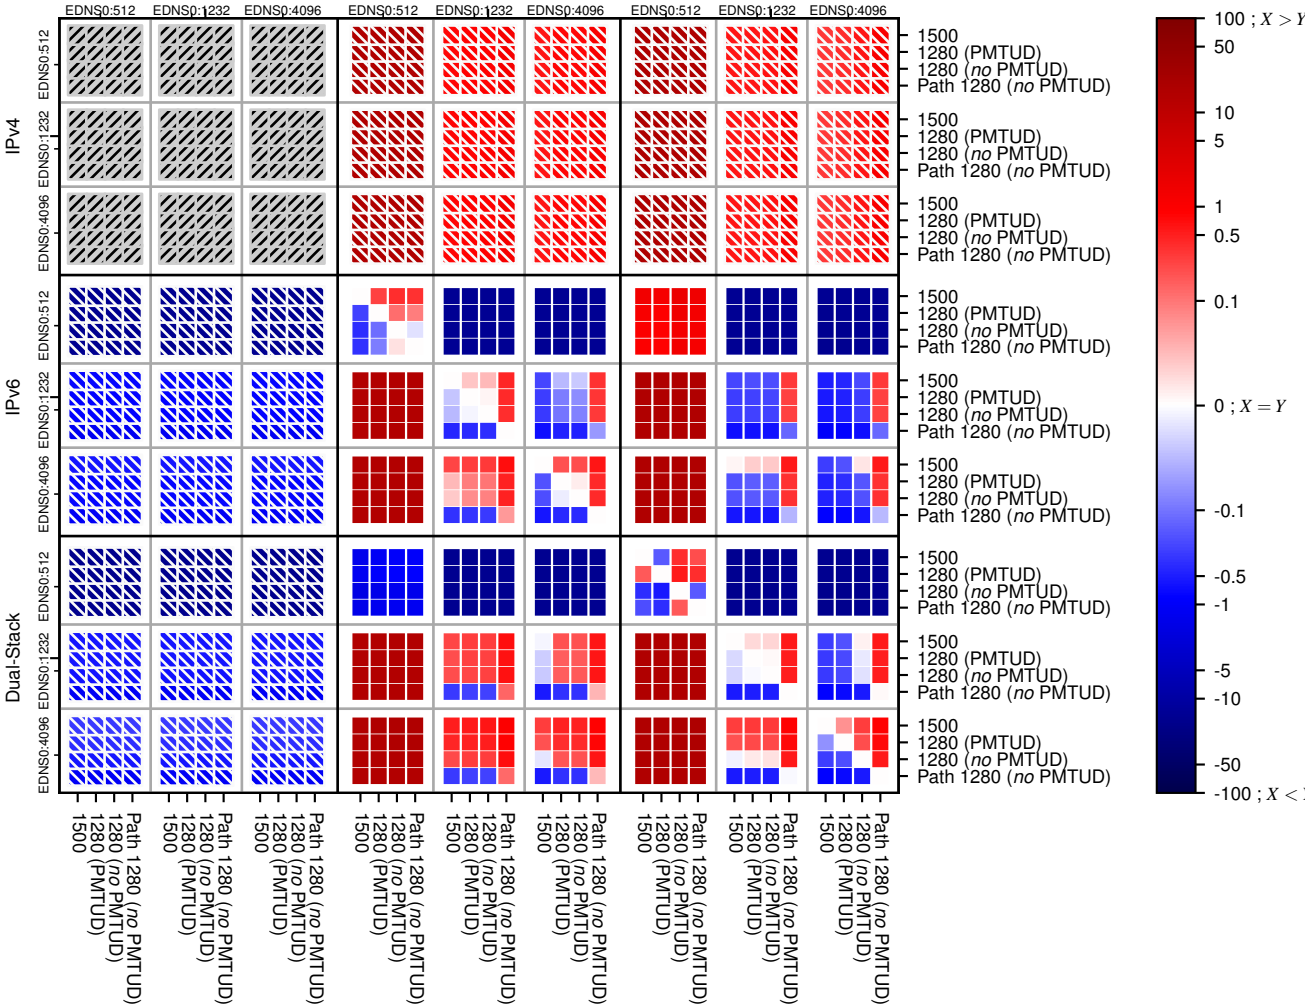 EDNS0:512 EDNS0:1232 EDNS0:4096 EDNS0:512 EDNS0:1232 EDNS0:4096 EDNS0:512 EDNS0:1232 EDNS0:4096
IPv4
EDNS0:512
1500
1280 (PMTUD)
1280 (no PMTUD)
Path 1280 (no PMTUD)
EDNS0:1232
1500
1280 (PMTUD)
1280 (no PMTUD)
Path 1280 (no PMTUD)
EDNS0:4096
1500
1280 (PMTUD)
1280 (no PMTUD)
Path 1280 (no PMTUD)
IPv6
EDNS0:512
1500
1280 (PMTUD)
1280 (no PMTUD)
Path 1280 (no PMTUD)
EDNS0:1232
1500
1280 (PMTUD)
1280 (no PMTUD)
Path 1280 (no PMTUD)
EDNS0:4096
1500
1280 (PMTUD)
1280 (no PMTUD)
Path 1280 (no PMTUD)
Dual-Stack
EDNS0:512
1500
1280 (PMTUD)
1280 (no PMTUD)
Path 1280 (no PMTUD)
EDNS0:1232
1500
1280 (PMTUD)
1280 (no PMTUD)
Path 1280 (no PMTUD)
EDNS0:4096
1500
1280 (PMTUD)
1280 (no PMTUD)
Path 1280 (no PMTUD)
1500
1280 (PMTUD)
1280 (no PMTUD)
Path 1280 (no PMTUD)
1500
1280 (PMTUD)
1280 (no PMTUD)
Path 1280 (no PMTUD)
1500
1280 (PMTUD)
1280 (no PMTUD)
Path 1280 (no PMTUD)
1500
1280 (PMTUD)
1280 (no PMTUD)
Path 1280 (no PMTUD)
1500
1280 (PMTUD)
1280 (no PMTUD)
Path 1280 (no PMTUD)
1500
1280 (PMTUD)
1280 (no PMTUD)
Path 1280 (no PMTUD)
1500
1280 (PMTUD)
1280 (no PMTUD)
Path 1280 (no PMTUD)
1500
1280 (PMTUD)
1280 (no PMTUD)
Path 1280 (no PMTUD)
1500
1280 (PMTUD)
1280 (no PMTUD)
Path 1280 (no PMTUD)
100 ; X > Y
50
10
5
1
0.5
0.1
0 ; X = Y
-0.1
-0.5
-1
-5
-10
-50
-100 ; X <